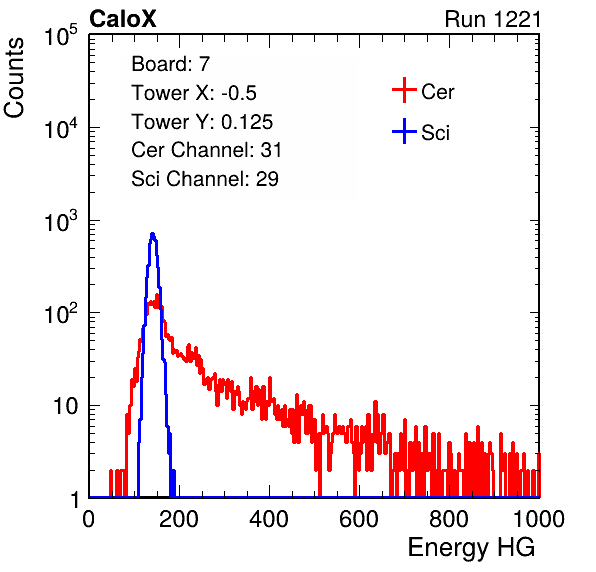 CaloX Run 1221
Counts
Board: 7
Tower X: -0.5
Tower Y: 0.125
Cer Channel: 31
Sci Channel: 29
Cer
Sci
10^5
10^4
10^3
10^2
10
1
0 200 400 600 800 1000
Energy HG